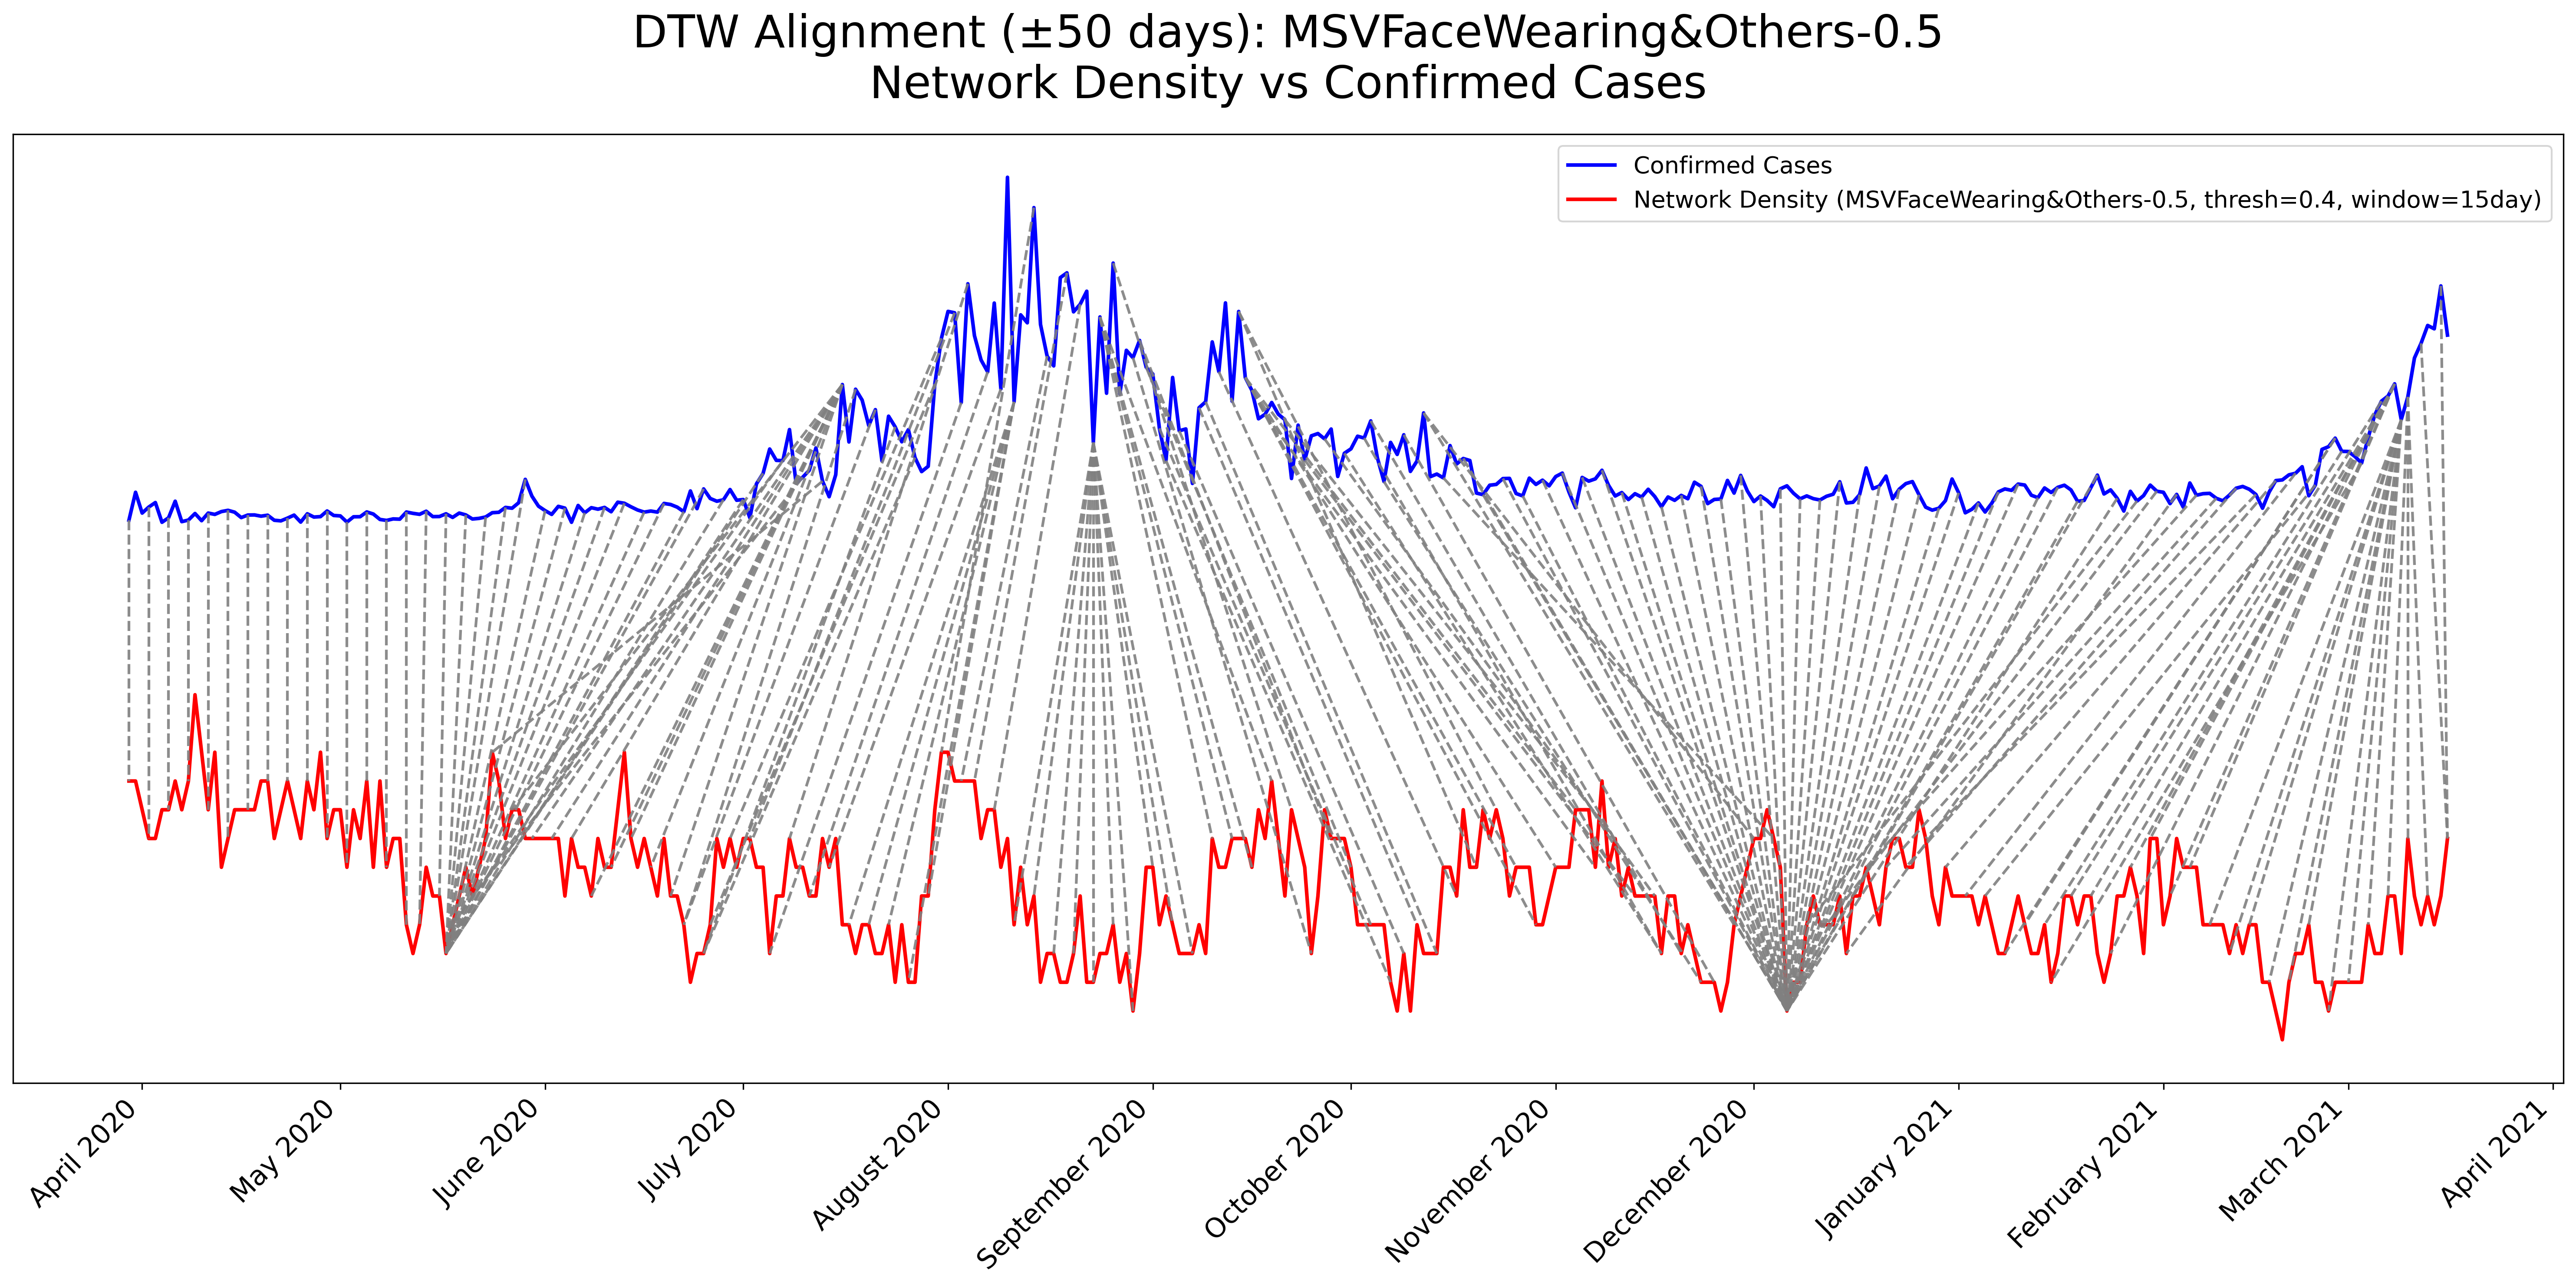 DTW Alignment (±50 days): MSVFaceWearing&Others-0.5
Network Density vs Confirmed Cases
Confirmed Cases
Network Density (MSVFaceWearing&Others-0.5, thresh=0.4, window=15day)
April 2020
May 2020
June 2020
July 2020
August 2020
September 2020
October 2020
November 2020
December 2020
January 2021
February 2021
March 2021
April 2021